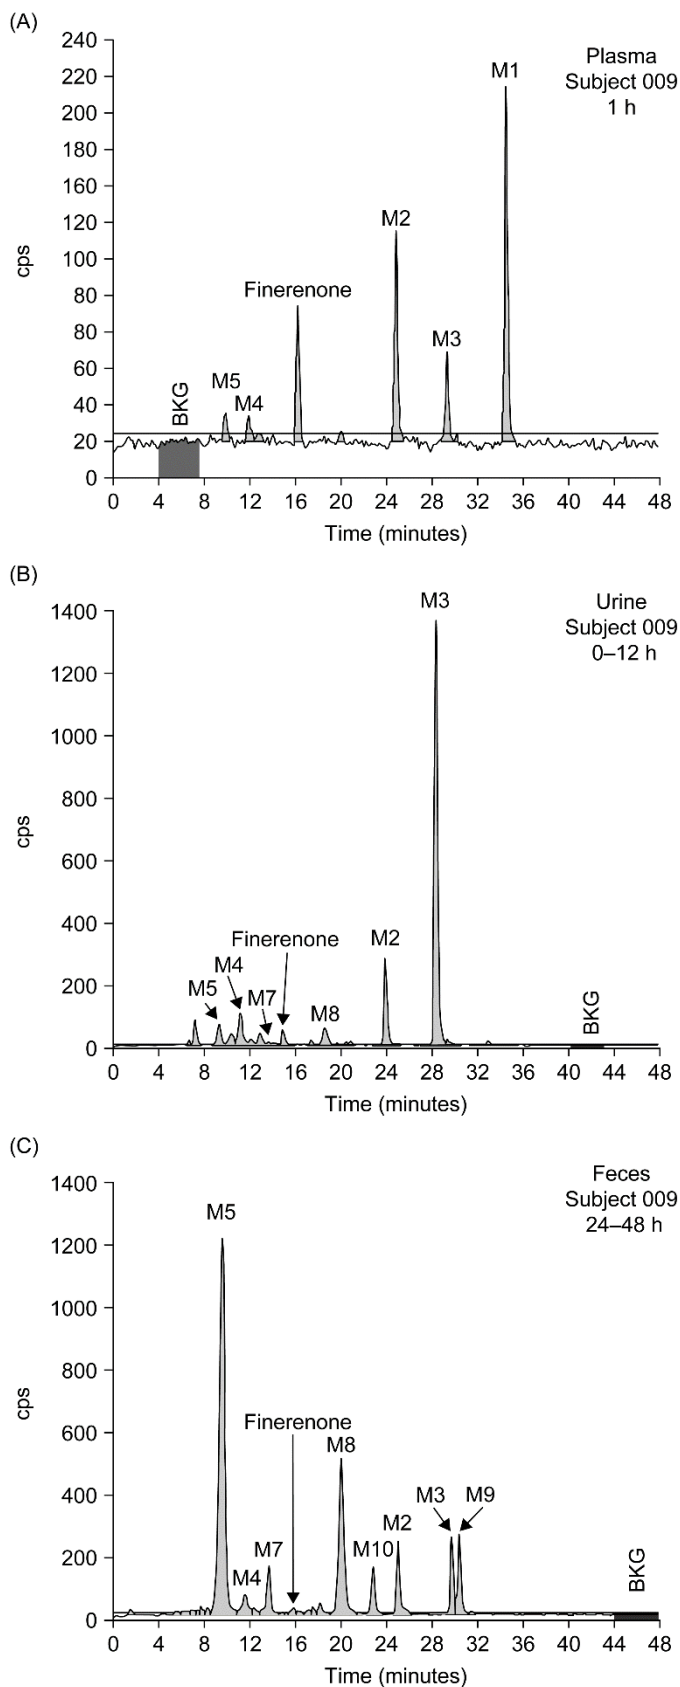 (A)
Plasma
Subject 009
1 h
240
220
200
180
160
140
120
100
80
60
40
20
0
cps
BKG
M5
M4
Finerenone
M2
M3
M1
0 4 8 12 16 20 24 28 32 36 40 44 48
Time (minutes)
(B)
Urine
Subject 009
0–12 h
1400
1200
1000
800
600
400
200
0
cps
M5
M4
M7
Finerenone
M8
M2
M3
BKG
0 4 8 12 16 20 24 28 32 36 40 44 48
Time (minutes)
(C)
Feces
Subject 009
24–48 h
1400
1200
1000
800
600
400
200
0
cps
M5
M4
M7
Finerenone
M8
M10
M2
M3
M9
BKG
0 4 8 12 16 20 24 28 32 36 40 44 48
Time (minutes)